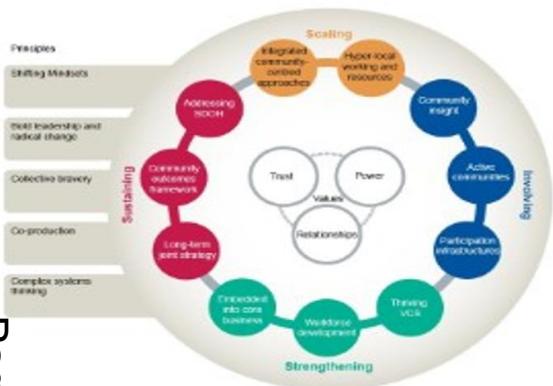 Principles
Shifting Mindsets
Bold leadership and
radical change
Collective bravery
Co-production
Complex systems
thinking
Scaling
Integrated
community-
centred
approaches
Hyper-local
working and
resources
Involving
Community
insight
Active
communities
Participation
infrastructures
Strengthening
Thriving
VCS
Workforce
development
Embedded
into core
business
Sustaining
Long-term
joint strategy
Community
outcomes
framework
Addressing
SDOH
Trust
Power
Values
Relationships